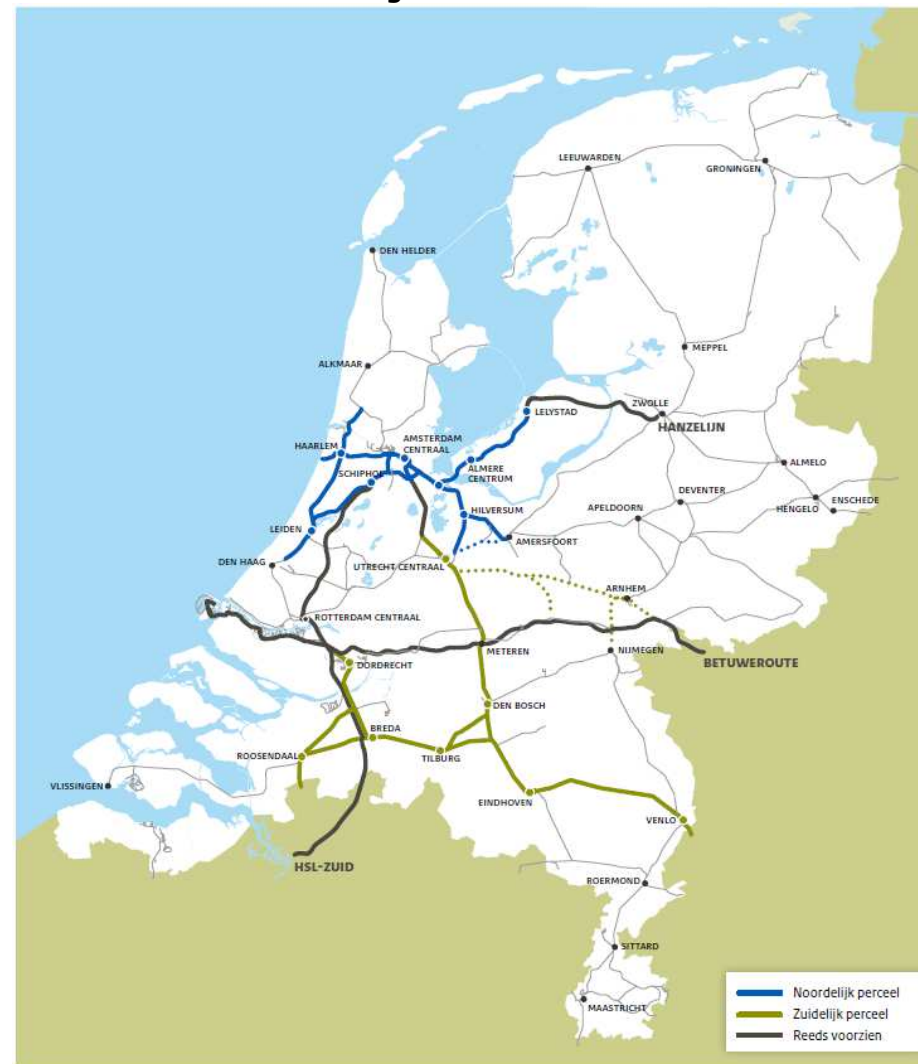 LEEUWARDEN
GRONINGEN
DEN HELDER
MEPPEL
ALKMAAR
ZWOLLE
LELYSTAD
HANZELIJN
HAARLEM
AMSTERDAM
CENTRAAL
SCHIPHOL
ALMERE
CENTRUM
ALMELO
DEVENTER
ENSCHEDE
HENGELO
APELDOORN
HILVERSUM
LEIDEN
AMERSFOORT
DEN HAAG
UTRECHT CENTRAAL
ARNHEM
ROTTERDAM CENTRAAL
METEREN
NIJMEGEN
BETUWEROUTE
DORDRECHT
DEN BOSCH
BREDA
ROOSENDAAL
TILBURG
VLISSINGEN
EINDHOVEN
VENLO
HSL-ZUID
ROERMOND
SITTARD
MAASTRICHT
Noordelijk perceel
Zuidelijk perceel
Reeds voorzien